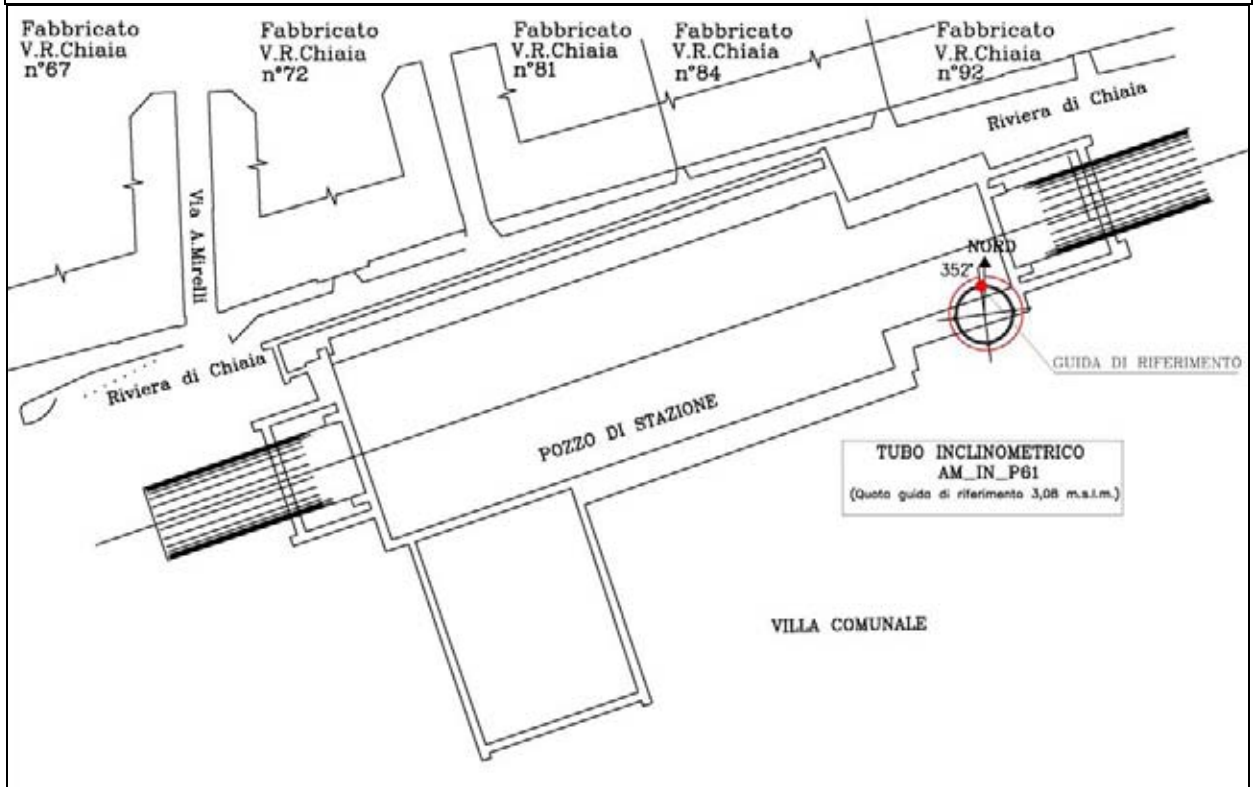 Fabbricato
V.R.Chiaia
n°67
Fabbricato
V.R.Chiaia
n°72
Fabbricato
V.R.Chiaia
n°81
Fabbricato
V.R.Chiaia
n°84
Fabbricato
V.R.Chiaia
n°92
Riviera di Chiaia
Via A.Mirelli
NORD
352°
GUIDA DI RIFERIMENTO
Riviera di Chiaia
POZZO DI STAZIONE
TUBO INCLINOMETRICO
AM_IN_P61
(Quota guida di riferimento 3,08 m.s.l.m.)
VILLA COMUNALE